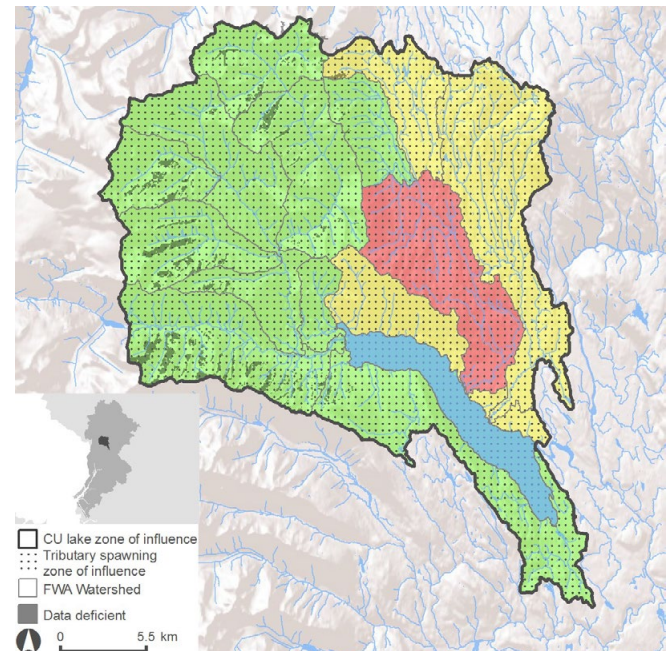 CU lake zone of influence
Tributary spawning
zone of influence
FWA Watershed
Data deficient
0 5.5 km